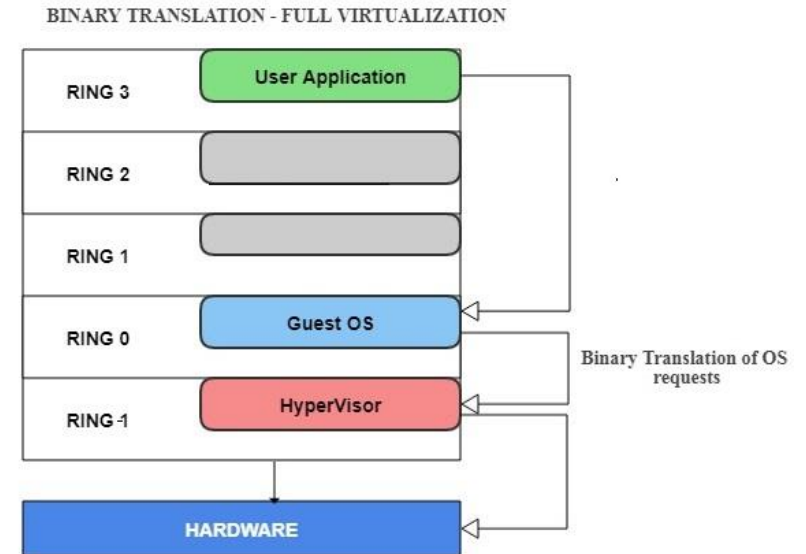 BINARY TRANSLATION - FULL VIRTUALIZATION
RING 3
User Application
RING 2
RING 1
RING 0
Guest OS
Binary Translation of OS
requests
RING -1
HyperVisor
HARDWARE